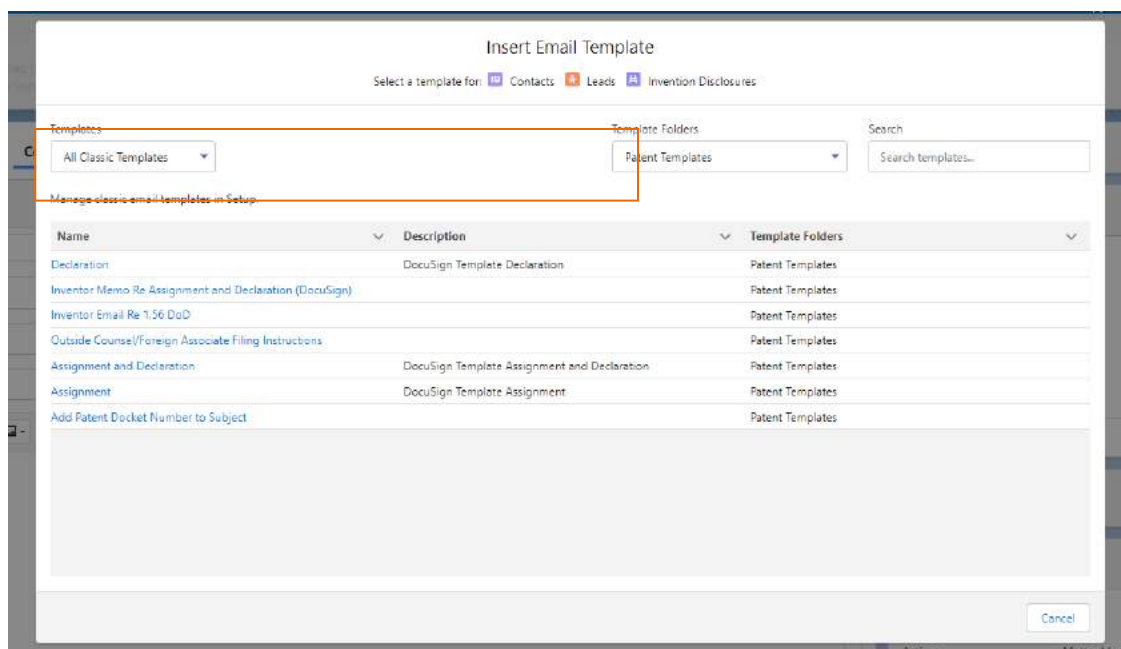 Insert Email Template
Select a template for: Contacts Leads Invention Disclosures
Templates Template Folders Search
All Classic Templates Patent Templates Search templates...
Manage classic email templates in Setup.
Name Description Template Folders
Declaration DocuSign Template Declaration Patent Templates
Inventor Memo Re Assignment and Declaration (DocuSign) Patent Templates
Inventor Email Re 1.56 DoD Patent Templates
Outside Counsel/Foreign Associate Filing Instructions Patent Templates
Assignment and Declaration DocuSign Template Assignment and Declaration Patent Templates
Assignment DocuSign Template Assignment Patent Templates
Add Patent Docket Number to Subject Patent Templates
Cancel